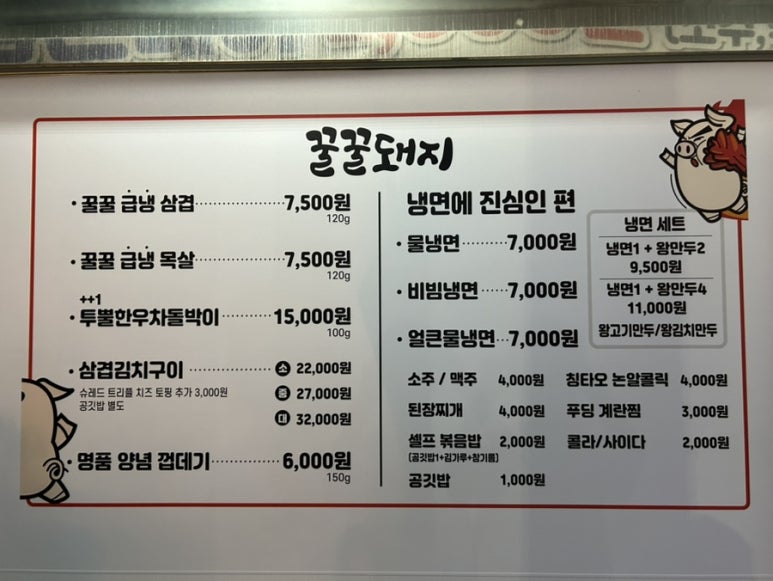 꿀꿀돼지
· 꿀꿀 급냉 삼겹 7,500원
120g
· 꿀꿀 급냉 목살 7,500원
120g
++1
· 투뿔한우차돌박이 15,000원
100g
· 삼겹김치구이 소 22,000원
슈레드 트리플 치즈 토핑 추가 3,000원
중 27,000원
공깃밥 별도
대 32,000원
· 명품 양념 껍데기 6,000원
150g
냉면에 진심인 편
· 물냉면 7,000원
· 비빔냉면 7,000원
· 얼큰물냉면 7,000원
냉면 세트
냉면1 + 왕만두2
9,500원
냉면1 + 왕만두4
11,000원
왕고기만두/왕김치만두
소주 / 맥주 4,000원
된장찌개 4,000원
셀프 볶음밥 2,000원
(공깃밥1+김가루+참기름)
공깃밥 1,000원
칭타오 논알콜릭 4,000원
푸딩 계란찜 3,000원
콜라/사이다 2,000원